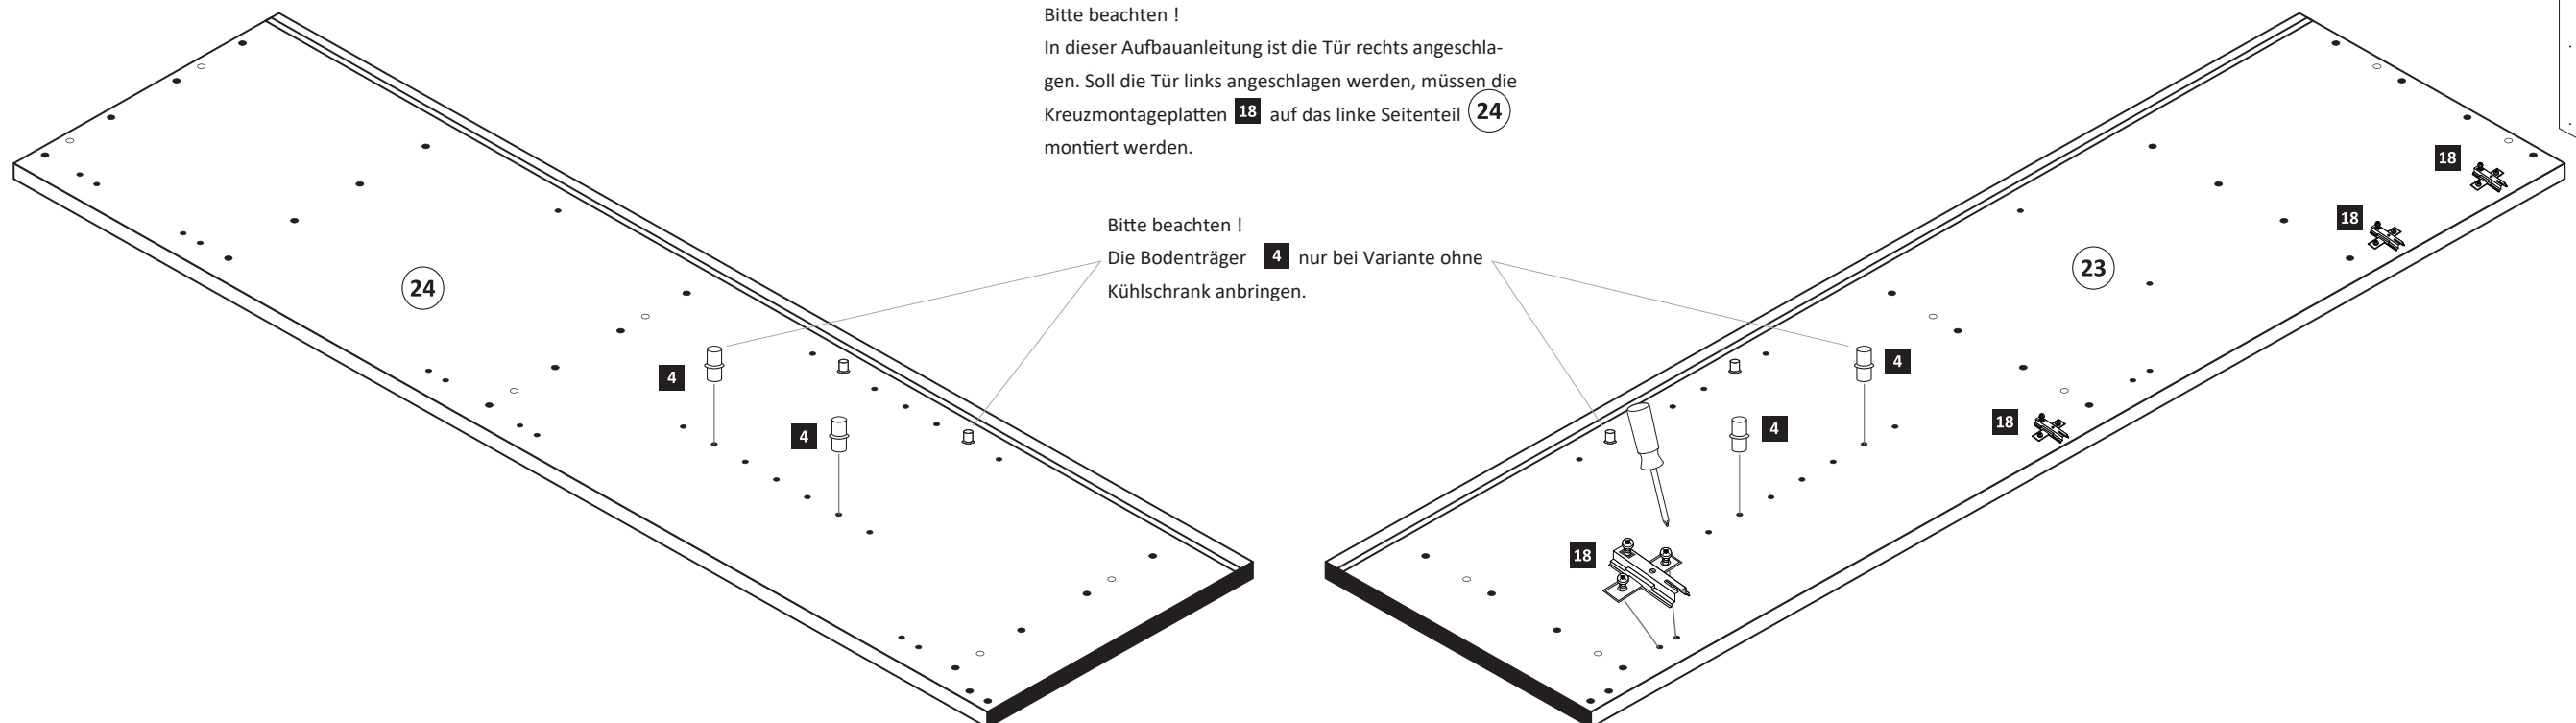 Bitte beachten !
In dieser Aufbauanleitung ist die Tür rechts angeschla-
gen. Soll die Tür links angeschlagen werden, müssen die
Kreuzmontageplatten 18 auf das linke Seitenteil 24
montiert werden.
Bitte beachten !
Die Bodenträger 4 nur bei Variante ohne
Kühlschrank anbringen.
24
4
4
18
18
23
4
18
4
18